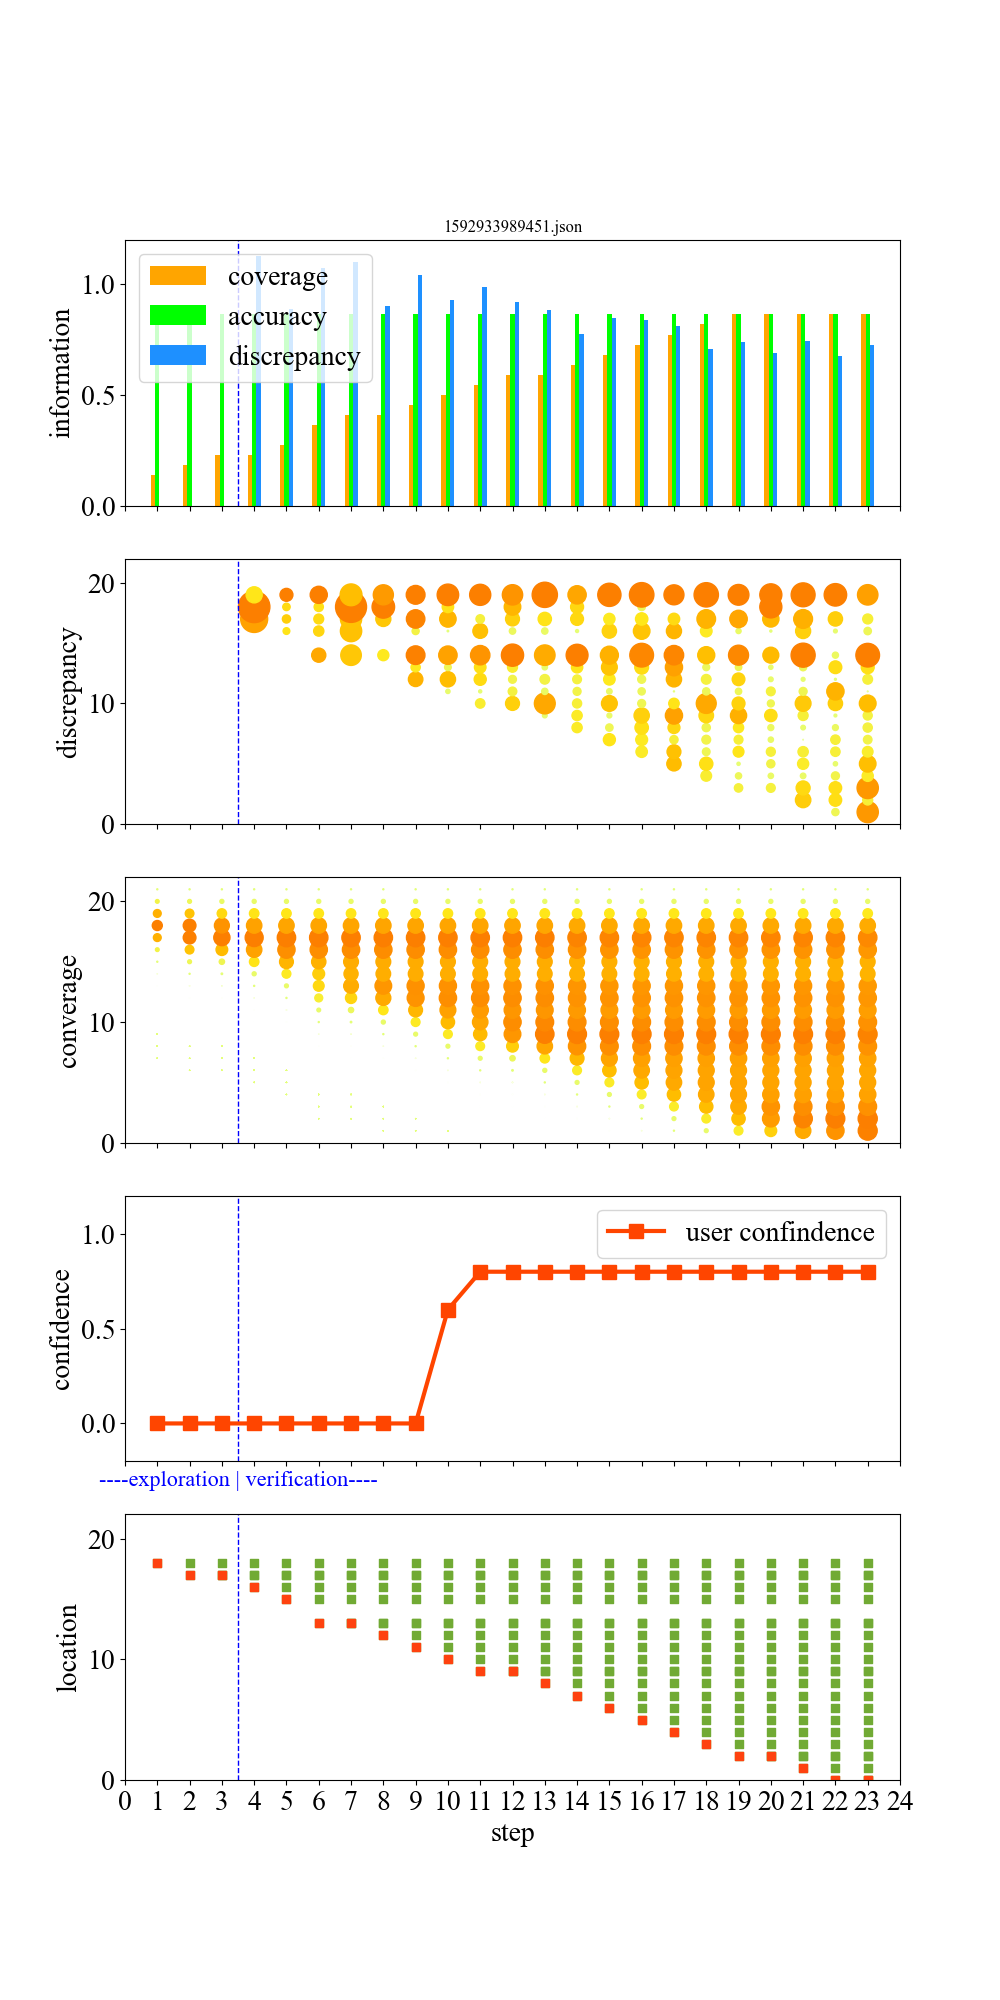 1592933989451.json
information
1.0
0.5
0.0
coverage
accuracy
discrepancy
discrepancy
20
10
0
converage
20
10
0
confidence
1.0
0.5
0.0
user confindence
----exploration | verification----
location
20
10
0
0 1 2 3 4 5 6 7 8 9 10 11 12 13 14 15 16 17 18 19 20 21 22 23 24
step